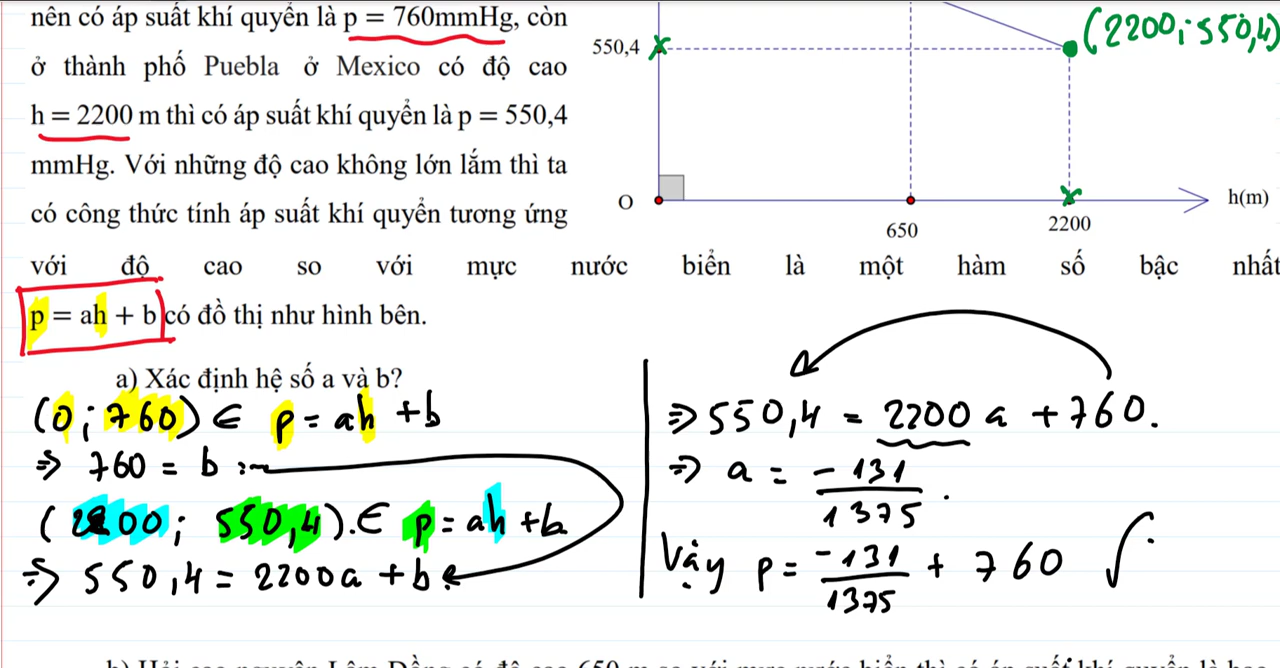 nên có áp suất khí quyển là p = 760mmHg, còn
ở thành phố Puebla ở Mexico có độ cao
h = 2200 m thì có áp suất khí quyển là p = 550,4
mmHg. Với những độ cao không lớn lắm thì ta
có công thức tính áp suất khí quyển tương ứng
với độ cao so với mực nước biển là một hàm số bậc nhất
p = ah + b có đồ thị như hình bên.
550,4
(2200; 550,4)
O
650
2200
h(m)
a) Xác định hệ số a và b?
(0; 760) ∈ p = ah + b
⇒ 760 = b
(2200; 550,4). ∈ p = ah + b
⇒ 550,4 = 2200a + b
⇒ 550,4 = 2200 a + 760.
⇒ a = -131/1375.
Vậy p = -131/1375 + 760